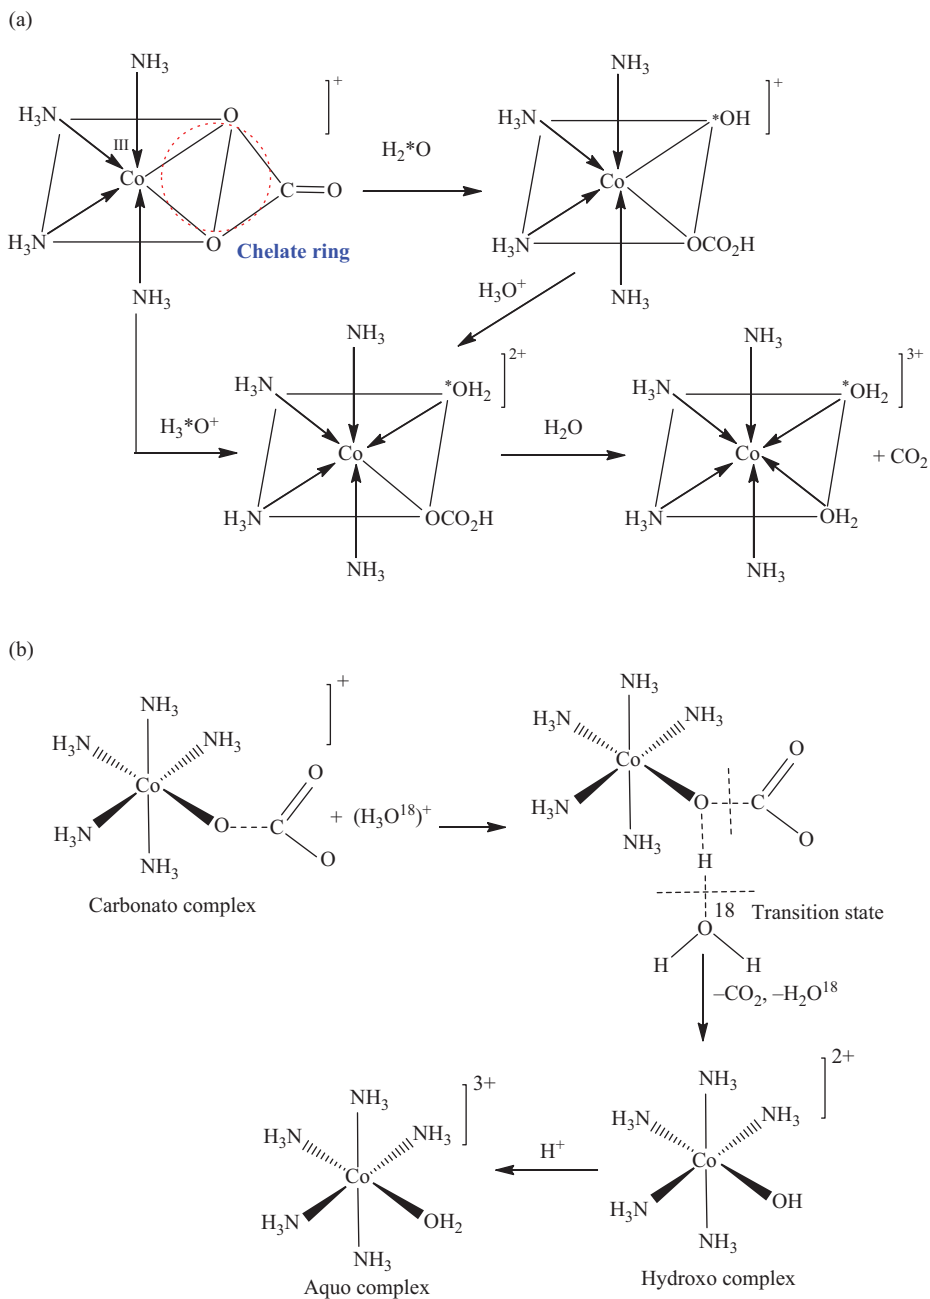 (a)
NH3
NH3
]+
]+
H3N
O
H2*O
H3N
*OH
III
Co
C=O
Co
H3N
O
Chelate ring
H3N
OCO2H
NH3
H3O+
NH3
NH3
NH3
]2+
]3+
H3N
*OH2
H3N
*OH2
H3*O+
Co
H2O
Co
+ CO2
H3N
OCO2H
H3N
OH2
NH3
NH3
(b)
]+
NH3
NH3
H3N
NH3
H3N
NH3
O
O
Co
Co
O
C
H3N
O
C
+ (H3O18)+
H3N
O
NH3
O
NH3
H
Carbonato complex
18
Transition state
O
H
H
–CO2, –H2O18
]2+
]3+
NH3
NH3
H3N
NH3
H3N
NH3
H+
Co
Co
H3N
OH
H3N
OH2
NH3
NH3
Aquo complex
Hydroxo complex